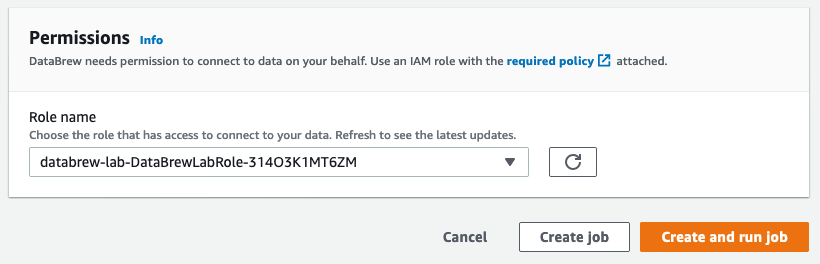 Permissions Info
DataBrew needs permission to connect to data on your behalf. Use an IAM role with the required policy attached.
Role name
Choose the role that has access to connect to your data. Refresh to see the latest updates.
databrew-lab-DataBrewLabRole-314O3K1MT6ZM
Cancel Create job Create and run job